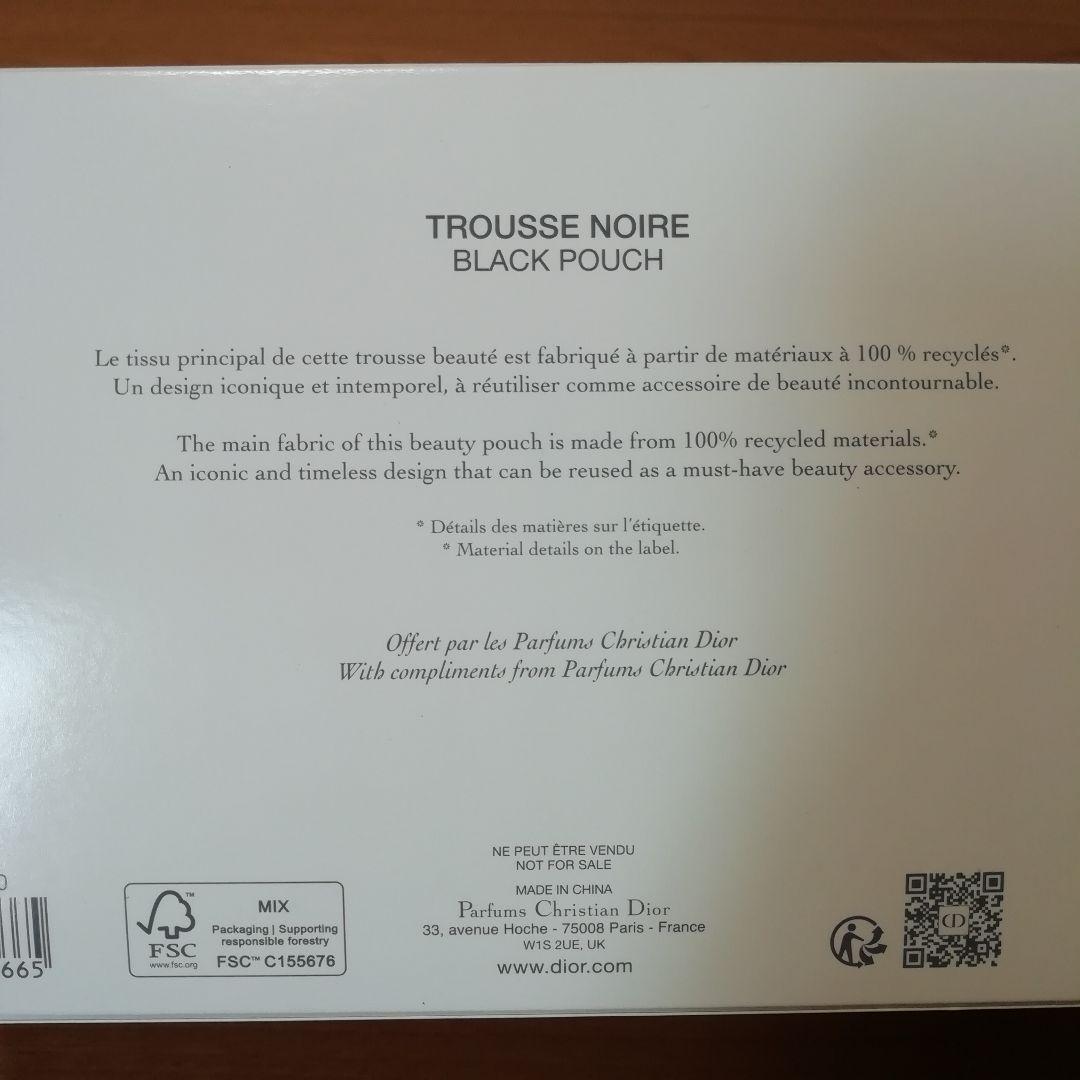 TROUSSE NOIRE
BLACK POUCH
Le tissu principal de cette trousse beauté est fabriqué à partir de matériaux à 100 % recyclés*.
Un design iconique et intemporel, à réutiliser comme accessoire de beauté incontournable.
The main fabric of this beauty pouch is made from 100% recycled materials.*
An iconic and timeless design that can be reused as a must-have beauty accessory.
* Détails des matières sur l'étiquette.
* Material details on the label.
Offert par les Parfums Christian Dior
With compliments from Parfums Christian Dior
NE PEUT ÊTRE VENDU
NOT FOR SALE
MADE IN CHINA
Parfums Christian Dior
33, avenue Hoche - 75008 Paris - France
W1S 2UE, UK
www.dior.com
0
665
FSC
www.fsc.org
MIX
Packaging | Supporting
responsible forestry
FSC™ C155676
CD